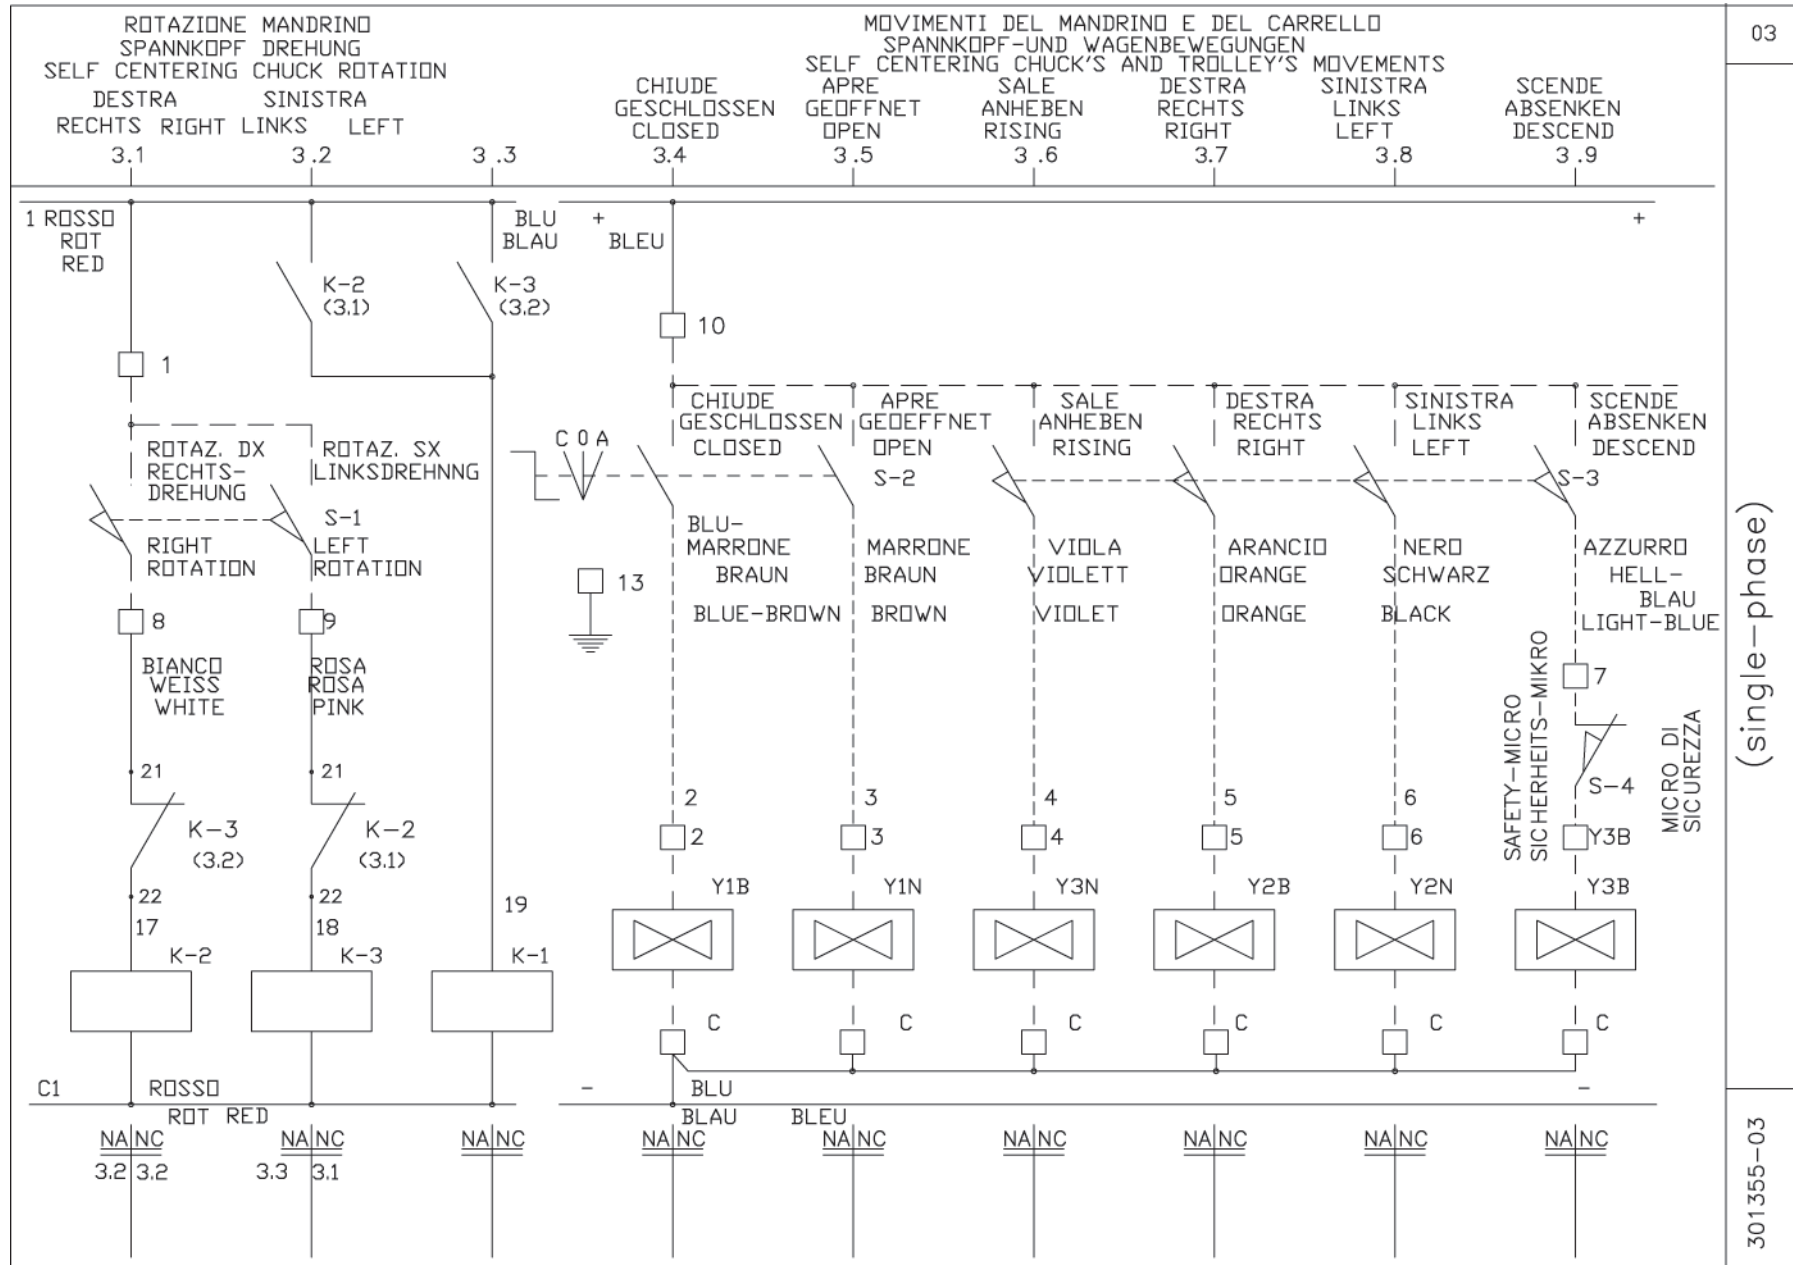 ROTAZIONE MANDRINO
SPANNKOPF DREHUNG
SELF CENTERING CHUCK ROTATION
DESTRA SINISTRA
RECHTS RIGHT LINKS LEFT
MOVIMENTI DEL MANDRINO E DEL CARRELLO
SPANNKOPF-UND WAGENBEWEGUNGEN
SELF CENTERING CHUCK'S AND TROLLEY'S MOVEMENTS
CHIUDE APRE SALE DESTRA SINISTRA SCENDE
GESCHLOSSEN GEOFFNET ANHEBEN RECHTS LINKS ABSENKEN
CLOSED OPEN RISING RIGHT LEFT DESCEND
3.1 3.2 3.3 3.4 3.5 3.6 3.7 3.8 3.9
03
1 ROSSO
ROT
RED
BLU + +
BLAU BLEU
K-2
(3.1)
K-3
(3.2)
1
10
CHIUDE APRE SALE DESTRA SINISTRA SCENDE
GESCHLOSSEN GEOEFFNET ANHEBEN RECHTS LINKS ABSENKEN
CLOSED OPEN RISING RIGHT LEFT DESCEND
ROTAZ. DX
RECHTS-
DREHUNG
ROTAZ. SX
LINKSDREHNNG
C 0 A
S-2
S-3
S-1
RIGHT
ROTATION
LEFT
ROTATION
BLU-
MARRONE MARRONE VIOLA ARANCIO NERO AZZURRO
BRAUN BRAUN VIOLETT ORANGE SCHWARZ HELL-
BLAU
BLUE-BROWN BROWN VIOLET ORANGE BLACK LIGHT-BLUE
13
8
9
BIANCO
WEISS
WHITE
ROSA
ROSA
PINK
7
SAFETY-MICRO
SICHERHEITS-MIKRO
S-4
MICRO DI
SICUREZZA
21 21
K-3
(3.2)
K-2
(3.1)
2 3 4 5 6
2 3 4 5 6 Y3B
22 22
17 18 19
Y1B Y1N Y3N Y2B Y2N Y3B
K-2 K-3 K-1
C C C C C C
C1 ROSSO
ROT RED
- BLU -
BLAU BLEU
NA NC NA NC NA NC NA NC NA NC NA NC NA NC NA NC NA NC
3.2 3.2 3.3 3.1
(single-phase)
301355-03